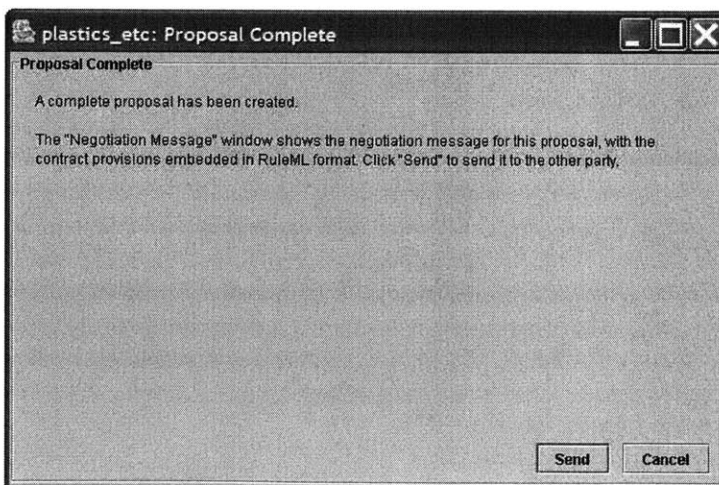 plastics_etc: Proposal Complete
Proposal Complete
A complete proposal has been created.
The "Negotiation Message" window shows the negotiation message for this proposal, with the
contract provisions embedded in RuleML format. Click "Send" to send it to the other party.
Send
Cancel